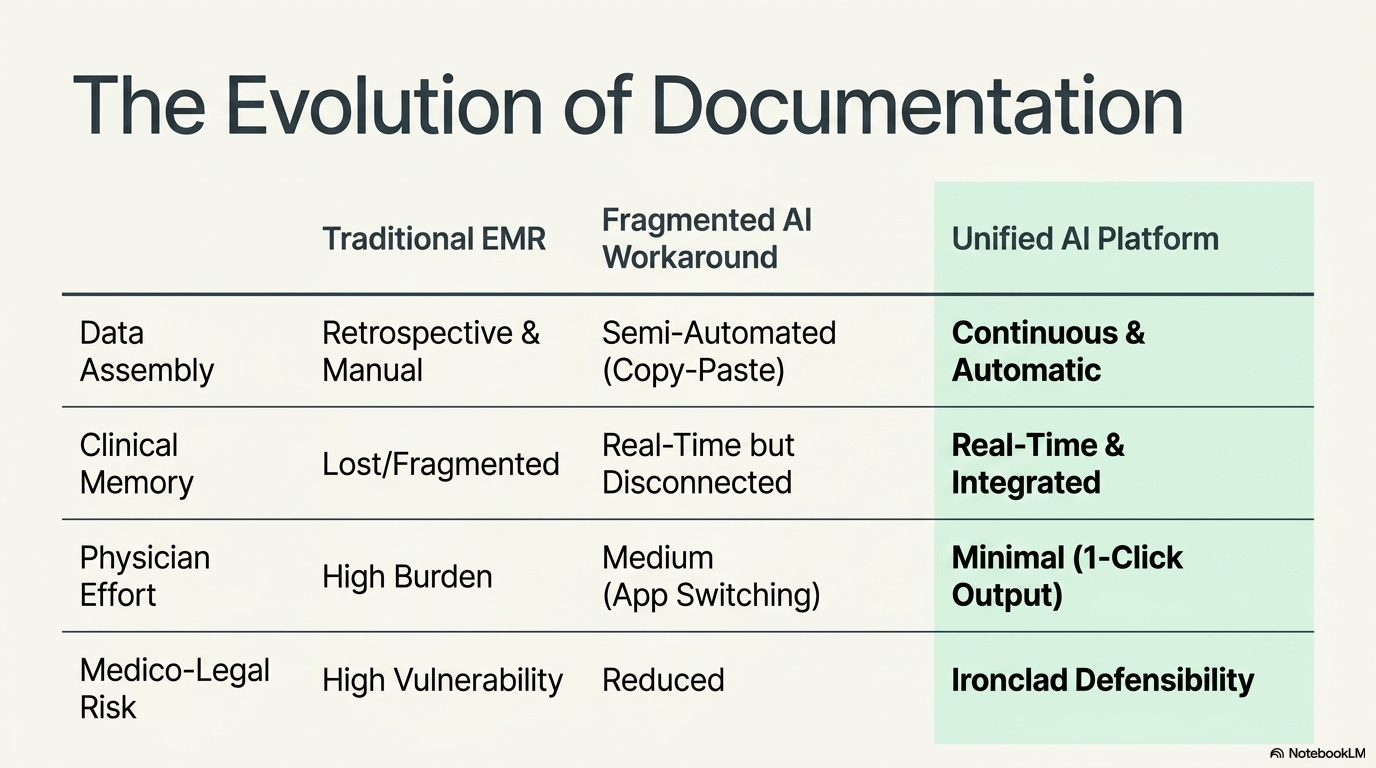 The Evolution of Documentation
Traditional EMR
Fragmented AI
Workaround
Unified AI Platform
Data
Assembly
Retrospective &
Manual
Semi-Automated
(Copy-Paste)
Continuous &
Automatic
Clinical
Memory
Lost/Fragmented
Real-Time but
Disconnected
Real-Time &
Integrated
Physician
Effort
High Burden
Medium
(App Switching)
Minimal (1-Click
Output)
Medico-Legal
Risk
High Vulnerability
Reduced
Ironclad Defensibility
NotebookLM